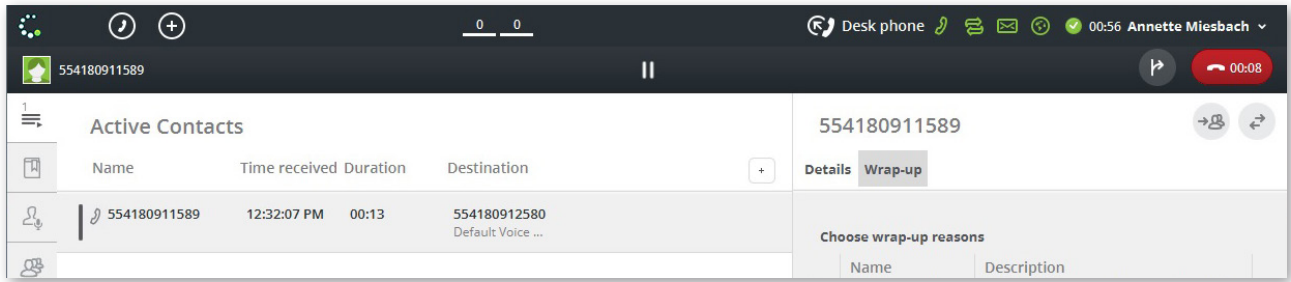 0 0 Desk phone 00:56 Annette Miesbach
554180911589 00:08
1
Active Contacts 554180911589
Name Time received Duration Destination + Details Wrap-up
554180911589 12:32:07 PM 00:13 554180912580
Default Voice ...
Choose wrap-up reasons
Name Description